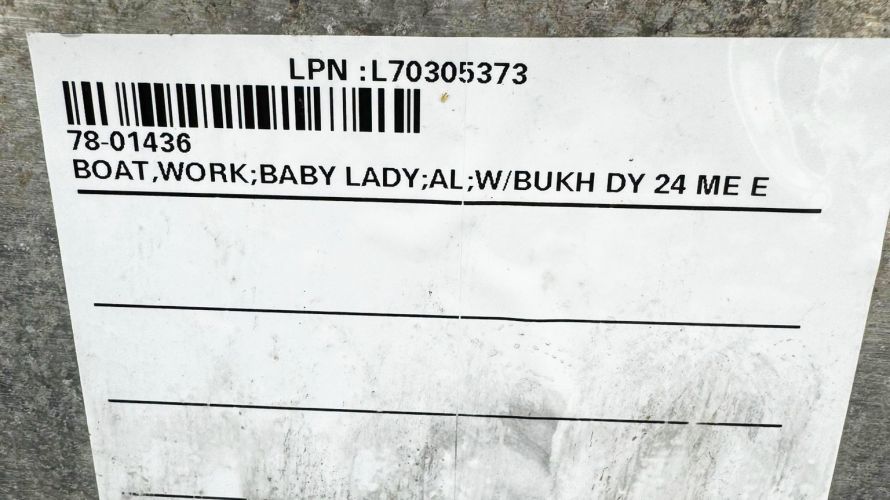 LPN :L70305373
78-01436
BOAT,WORK;BABY LADY;AL;W/BUKH DY 24 ME E